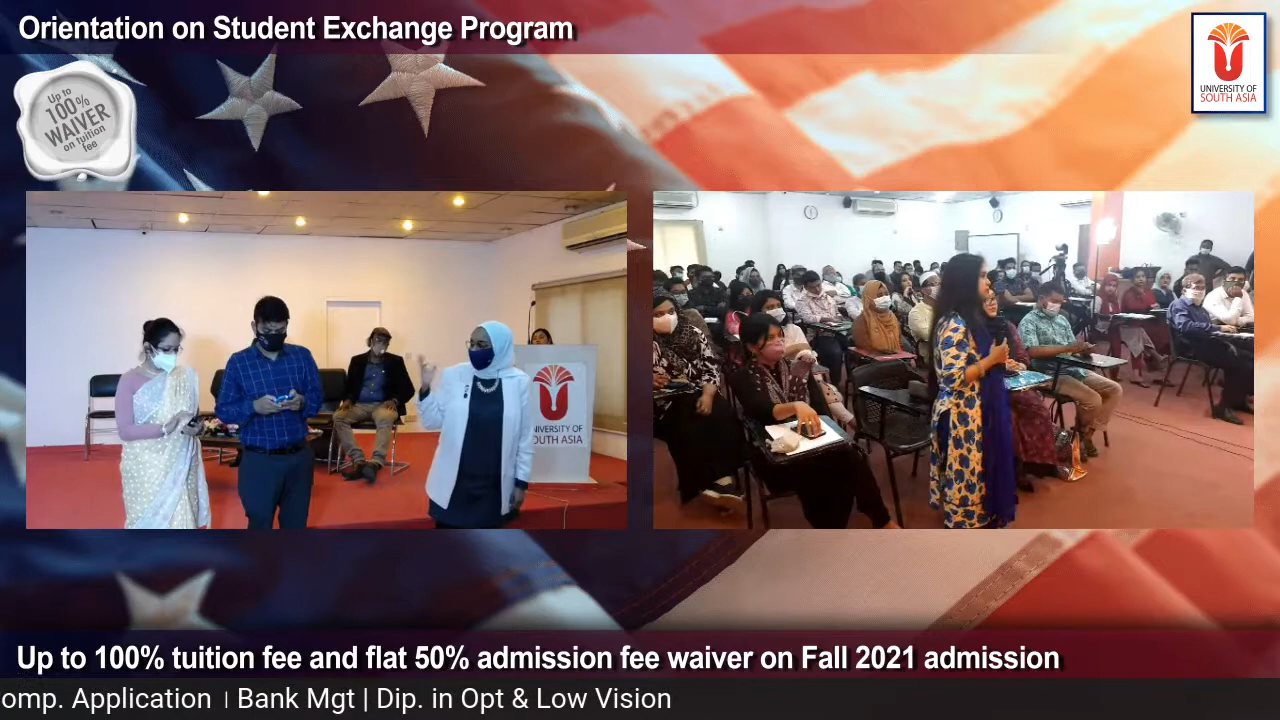 Orientation on Student Exchange Program
UNIVERSITY OF
SOUTH ASIA
Up to
100%
WAIVER
on tuition
fee
UNIVERSITY OF
SOUTH ASIA
Up to 100% tuition fee and flat 50% admission fee waiver on Fall 2021 admission
omp. Application | Bank Mgt | Dip. in Opt & Low Vision